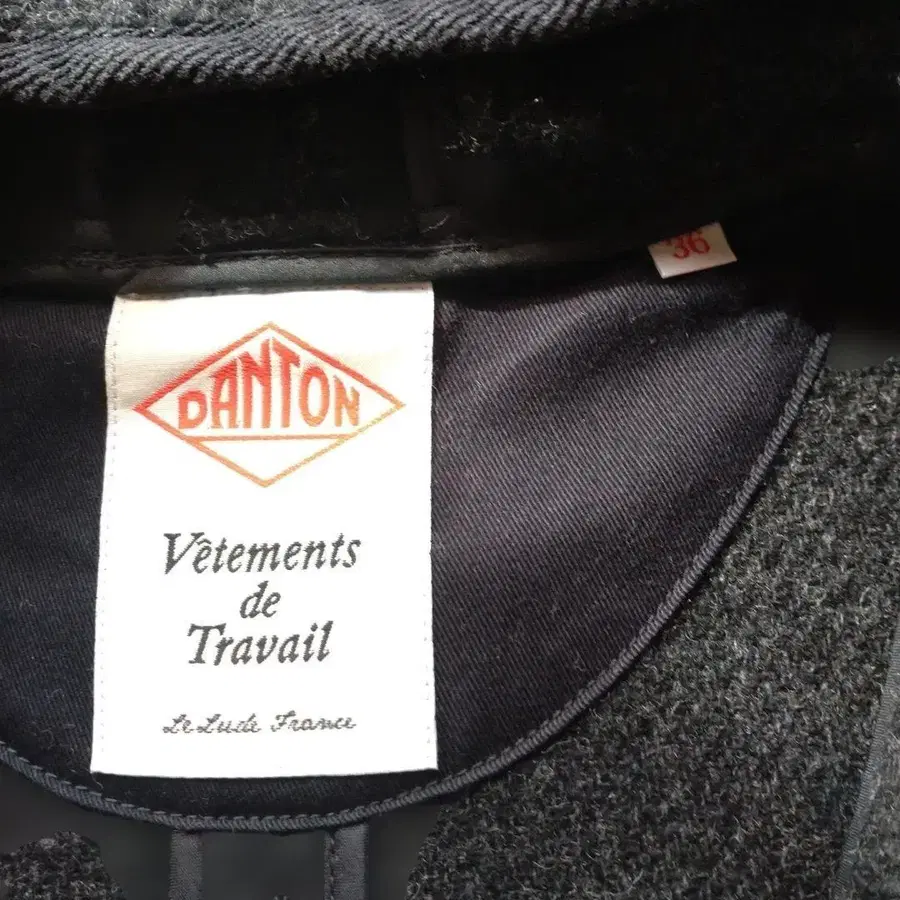 36
DANTON
Vêtements
de
Travail
Le Lude France